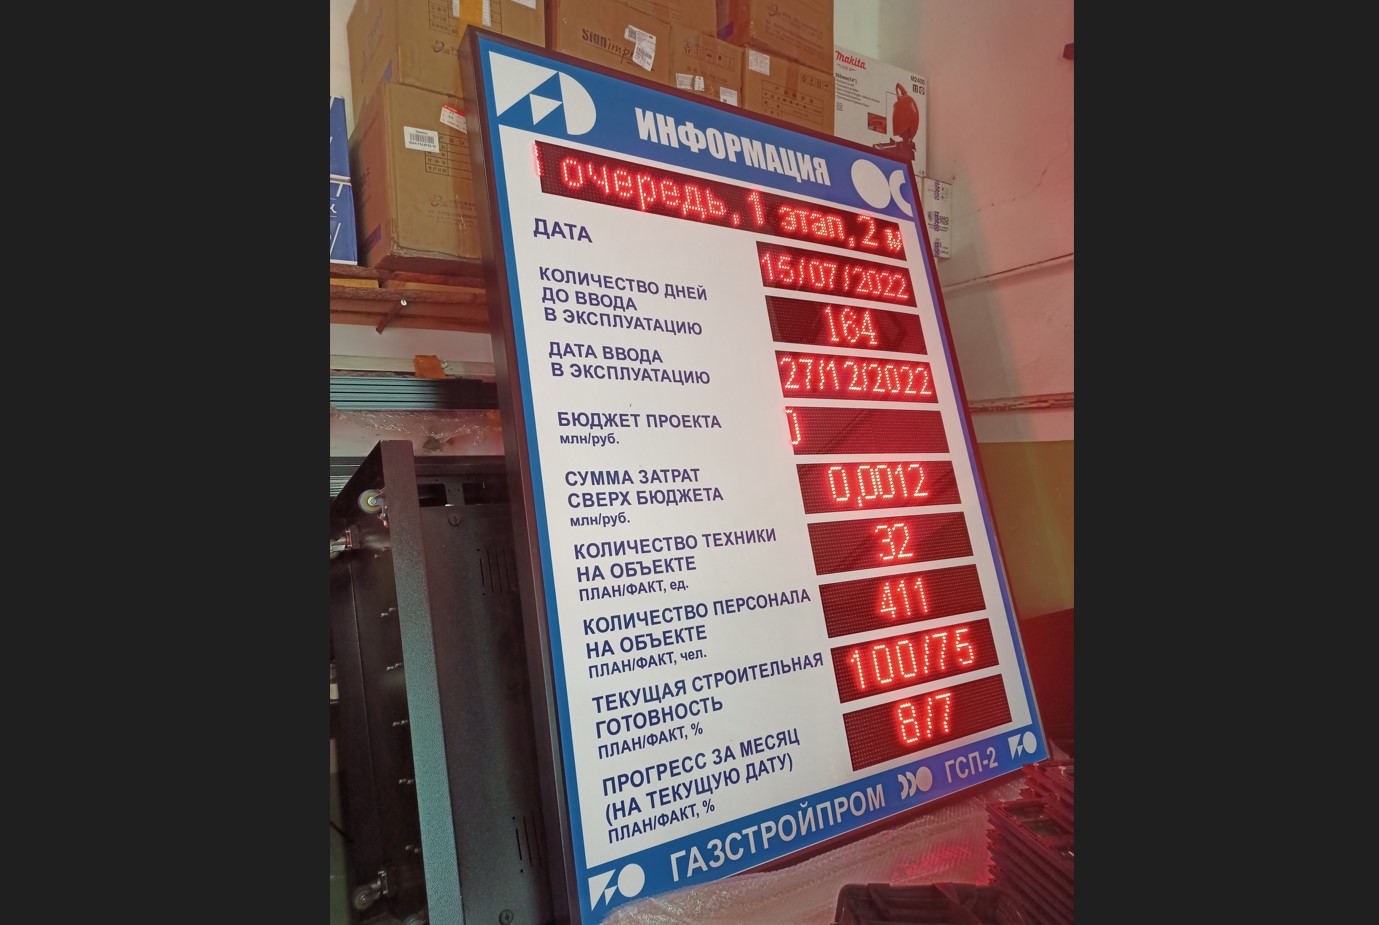 makita
ИНФОРМАЦИЯ
очередь, 1 этап, 2
ДАТА
15/07/2022
КОЛИЧЕСТВО ДНЕЙ
ДО ВВОДА
В ЭКСПЛУАТАЦИЮ
164
ДАТА ВВОДА
В ЭКСПЛУАТАЦИЮ
27/12/2022
БЮДЖЕТ ПРОЕКТА
млн/руб.
СУММА ЗАТРАТ
СВЕРХ БЮДЖЕТА
млн/руб.
0,0012
КОЛИЧЕСТВО ТЕХНИКИ
НА ОБЪЕКТЕ
ПЛАН/ФАКТ, ед.
32
КОЛИЧЕСТВО ПЕРСОНАЛА
НА ОБЪЕКТЕ
ПЛАН/ФАКТ, чел.
411
ТЕКУЩАЯ СТРОИТЕЛЬНАЯ
ГОТОВНОСТЬ
ПЛАН/ФАКТ, %
100/75
ПРОГРЕСС ЗА МЕСЯЦ
(НА ТЕКУЩУЮ ДАТУ)
ПЛАН/ФАКТ, %
8/7
ГАЗСТРОЙПРОМ ГСП-2